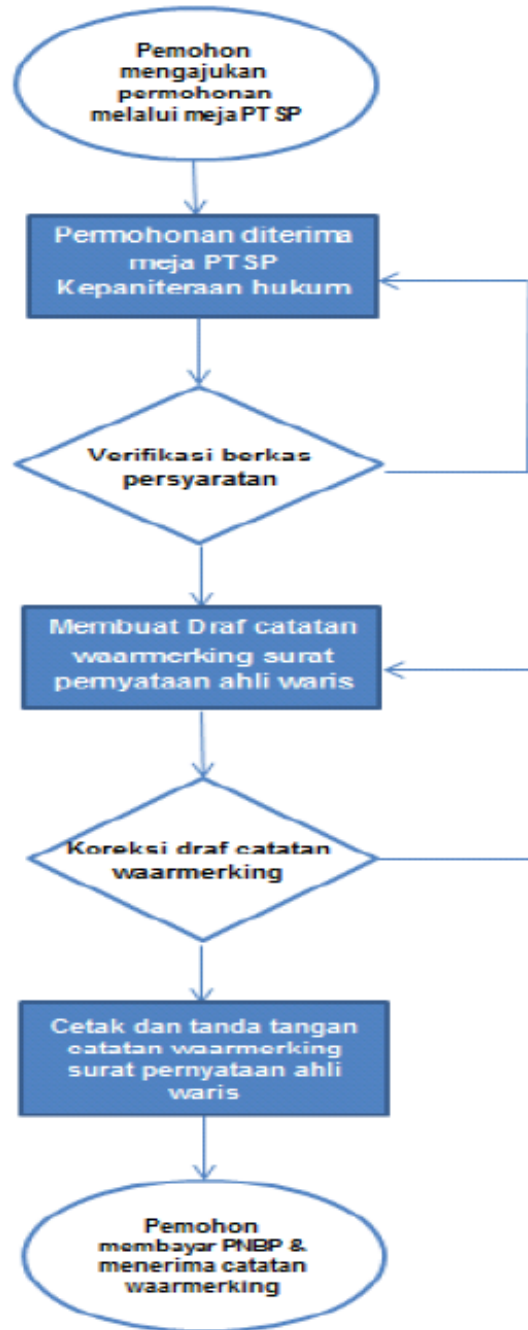 Pemohon
mengajukan
permohonan
melalui meja PTSP
Permohonan diterima
meja PTSP
Kepaniteraan hukum
Verifikasi berkas
persyaratan
Membuat Draf catatan
waarmerking surat
pernyataan ahli waris
Koreksi draf catatan
waarmerking
Cetak dan tanda tangan
catatan waarmerking
surat pernyataan ahli
waris
Pemohon
membayar PNBP &
menerima catatan
waarmerking